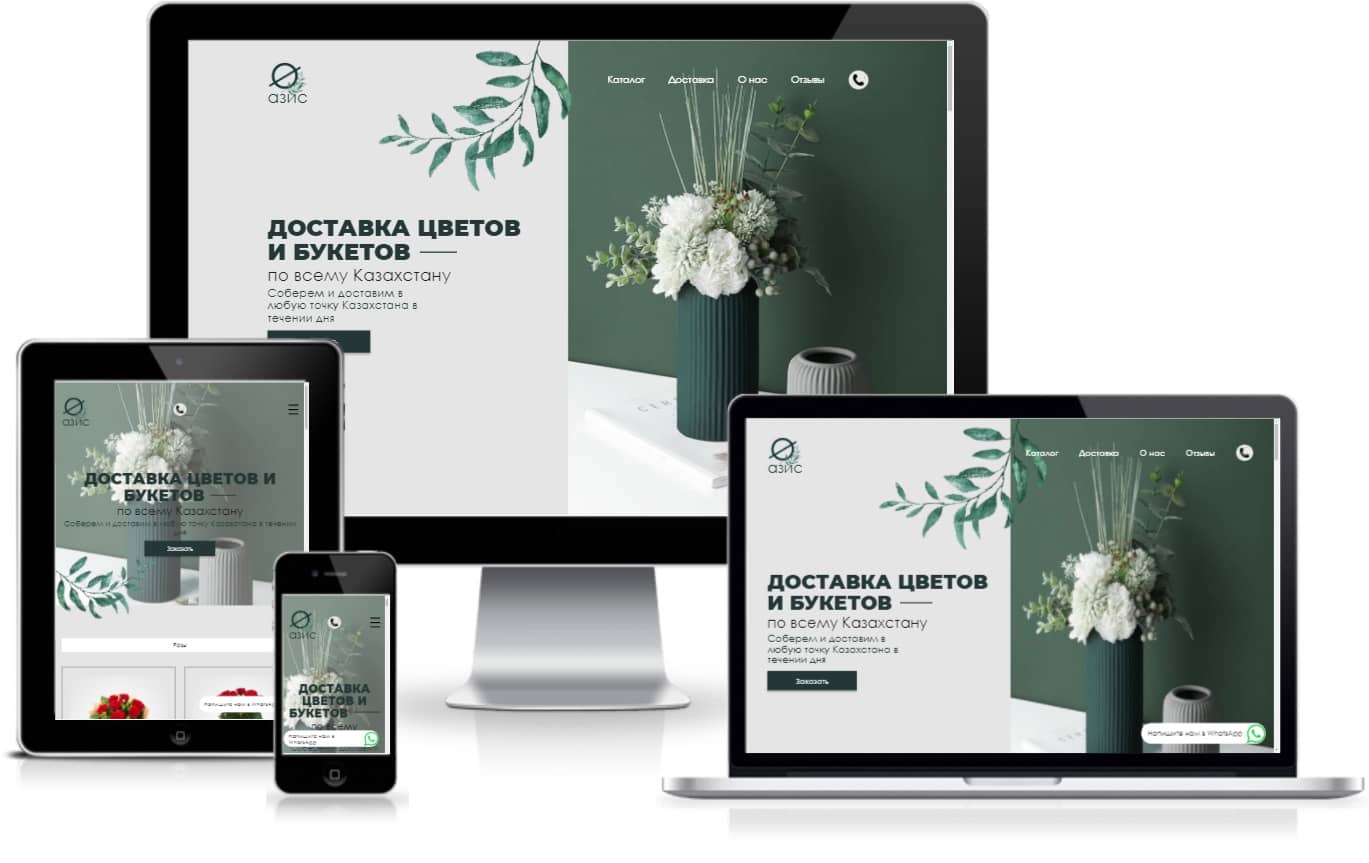 азис
Каталог Доставка О нас Отзывы
ДОСТАВКА ЦВЕТОВ
И БУКЕТОВ
по всему Казахстану
Соберем и доставим в
любую точку Казахстана в
течении дня
азис
ДОСТАВКА ЦВЕТОВ И
БУКЕТОВ
по всему Казахстану
Соберем и доставим в любую точку Казахстана в течении
дня
Заказать
Розы
Напишите нам в WhatsApp
азис
ДОСТАВКА
ЦВЕТОВ И
БУКЕТОВ
по всему
Напишите нам в
WhatsApp
азис
Каталог Доставка О нас Отзывы
ДОСТАВКА ЦВЕТОВ
И БУКЕТОВ
по всему Казахстану
Соберем и доставим в
любую точку Казахстана в
течении дня
Заказать
Напишите нам в WhatsApp